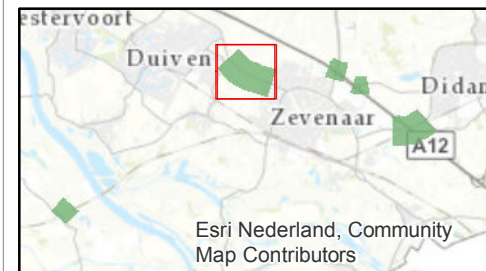 estervoort
Duiven
Didam
Zevenaar
A12
Esri Nederland, Community
Map Contributors